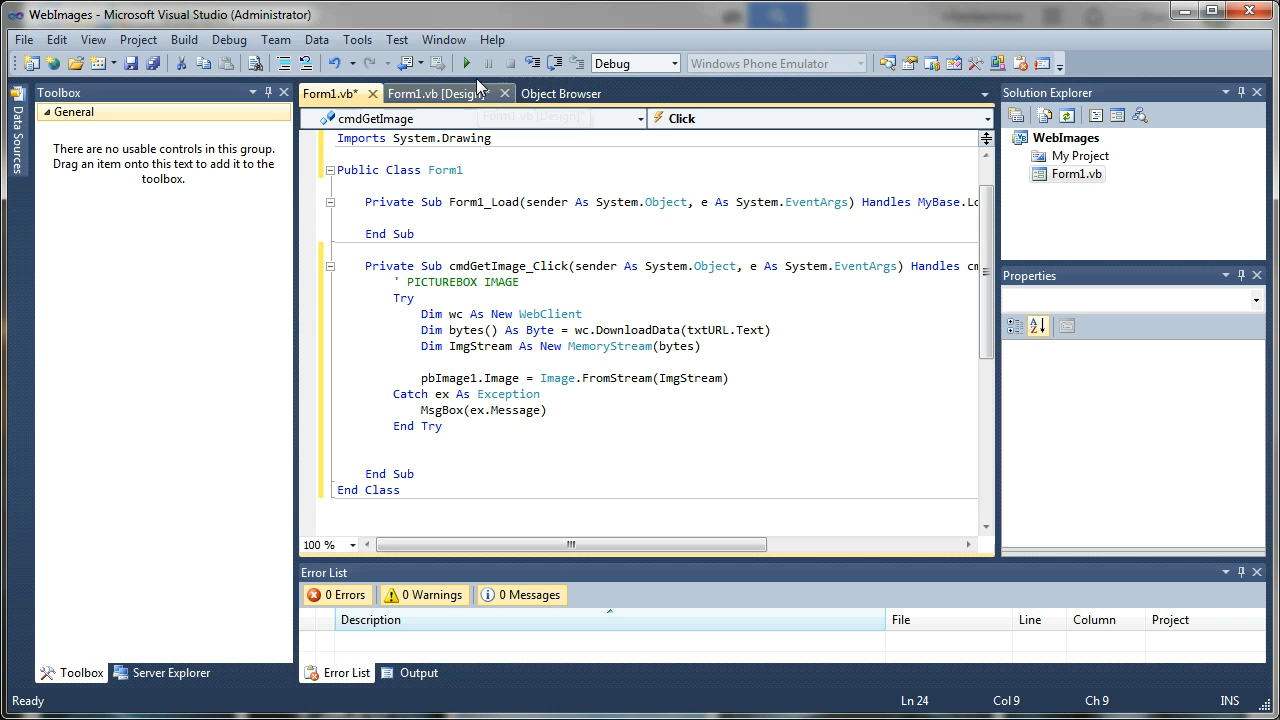 WebImages - Microsoft Visual Studio (Administrator)
File Edit View Project Build Debug Team Data Tools Test Window Help
Debug Windows Phone Emulator
Data Sources
Toolbox
General
There are no usable controls in this group.
Drag an item onto this text to add it to the
toolbox.
Toolbox Server Explorer
Form1.vb* Form1.vb [Design]* Object Browser
Form1.vb [Design]*
cmdGetImage Click
Imports System.Drawing
Public Class Form1
Private Sub Form1_Load(sender As System.Object, e As System.EventArgs) Handles MyBase.Lo
End Sub
Private Sub cmdGetImage_Click(sender As System.Object, e As System.EventArgs) Handles cm
' PICTUREBOX IMAGE
Try
Dim wc As New WebClient
Dim bytes() As Byte = wc.DownloadData(txtURL.Text)
Dim ImgStream As New MemoryStream(bytes)
pbImage1.Image = Image.FromStream(ImgStream)
Catch ex As Exception
MsgBox(ex.Message)
End Try
End Sub
End Class
100 %
Solution Explorer
WebImages
My Project
Form1.vb
Properties
Error List
0 Errors 0 Warnings 0 Messages
Description File Line Column Project
Error List Output
Ready Ln 24 Col 9 Ch 9 INS